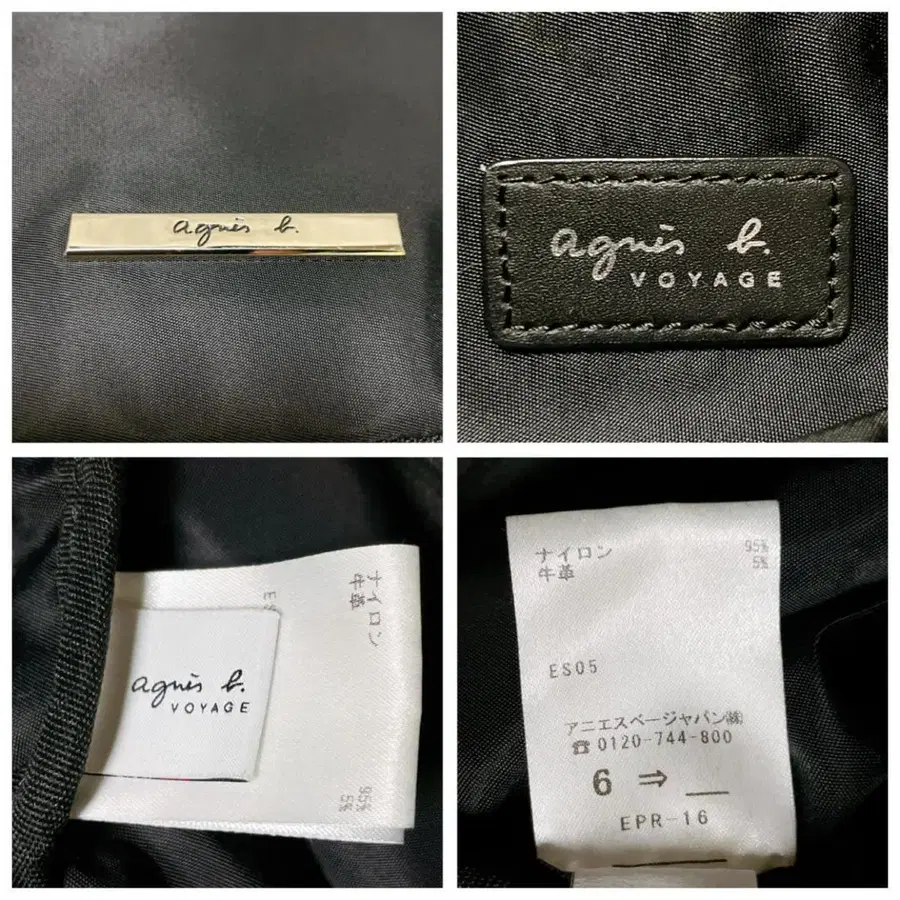 agnès b.
agnès b.
VOYAGE
agnès b.
VOYAGE
ES
ナイロン
牛革
95%
5%
ナイロン 95%
牛革 5%
ES05
アニエスベージャパン㈱
☎0120-744-800
6 ⇒ __
EPR-16